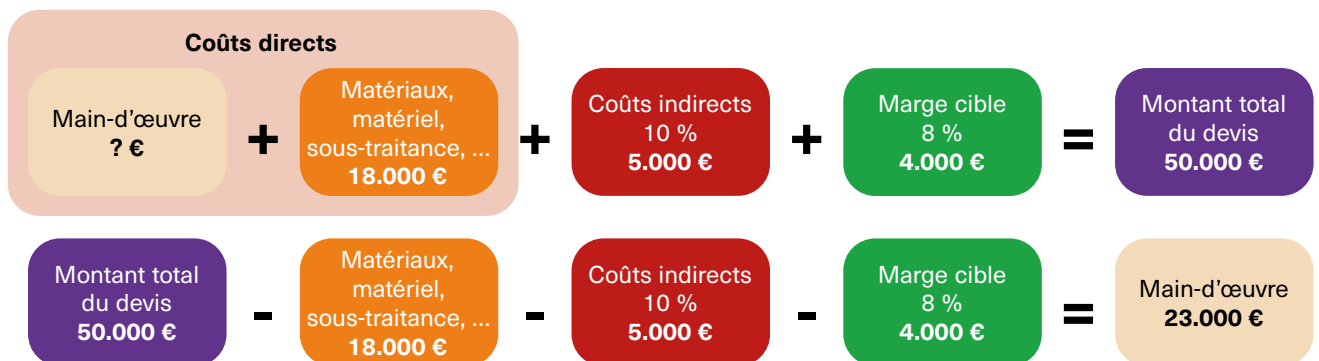 Coûts directs
Main-d'œuvre
? €
+
Matériaux,
matériel,
sous-traitance, ...
18.000 €
+
Coûts indirects
10 %
5.000 €
+
Marge cible
8 %
4.000 €
=
Montant total
du devis
50.000 €
Montant total
du devis
50.000 €
-
Matériaux,
matériel,
sous-traitance, ...
18.000 €
-
Coûts indirects
10 %
5.000 €
-
Marge cible
8 %
4.000 €
=
Main-d'œuvre
23.000 €